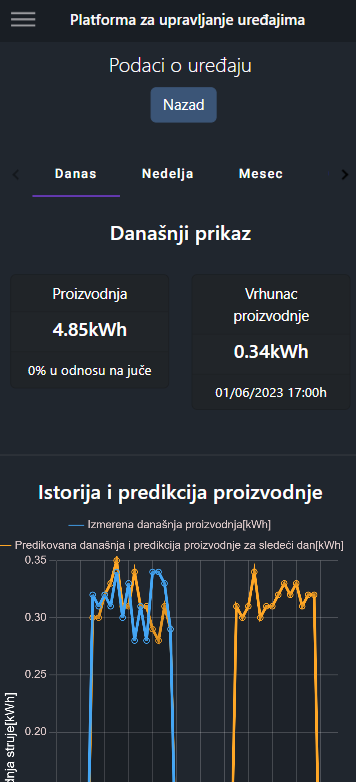 Platforma za upravljanje uređajima
Podaci o uređaju
Nazad
Danas Nedelja Mesec
Današnji prikaz
Proizvodnja
4.85kWh
0% u odnosu na juče
Vrhunac
proizvodnje
0.34kWh
01/06/2023 17:00h
Istorija i predikcija proizvodnje
Izmerena današnja proizvodnja[kWh]
Predikovana današnja i predikcija proizvodnje za sledeći dan[kWh]
0.35
0.30
0.25
0.20
dnja struje[kWh]